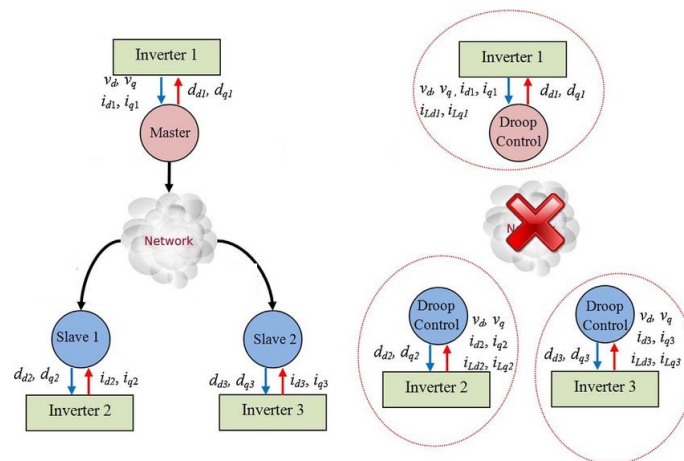 Inverter 1
v_d, v_q
i_d1, i_q1
d_d1, d_q1
Master
Network
Slave 1
d_d2, d_q2
i_d2, i_q2
Inverter 2
Slave 2
d_d3, d_q3
i_d3, i_q3
Inverter 3
Inverter 1
v_d, v_q, i_d1, i_q1
i_Ld1, i_Lq1
d_d1, d_q1
Droop
Control
Droop
Control
d_d2, d_q2
v_d, v_q
i_d2, i_q2
i_Ld2, i_Lq2
Inverter 2
Droop
Control
d_d3, d_q3
v_d, v_q
i_d3, i_q3
i_Ld3, i_Lq3
Inverter 3